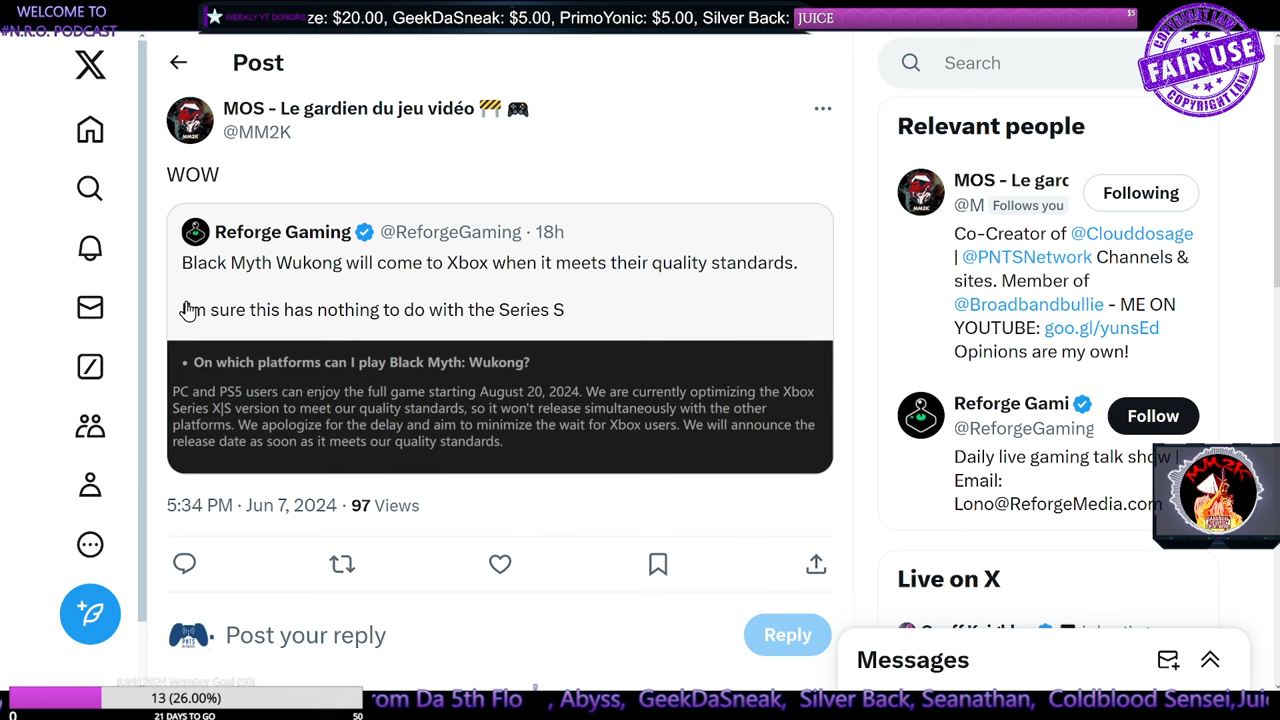 WELCOME TO
#N.R.O. PODCAST
WEEKLY YT DONORS
ze: $20.00, GeekDaSneak: $5.00, PrimoYonic: $5.00, Silver Back:
JUICE
$5
COPYRIGHT LAW
FAIR USE
COPYRIGHT LAW
Post
Search
MOS - Le gardien du jeu vidéo 🚧 🎮
@MM2K
WOW
Reforge Gaming @ReforgeGaming · 18h
Black Myth Wukong will come to Xbox when it meets their quality standards.
I'm sure this has nothing to do with the Series S
• On which platforms can I play Black Myth: Wukong?
PC and PS5 users can enjoy the full game starting August 20, 2024. We are currently optimizing the Xbox
Series X|S version to meet our quality standards, so it won't release simultaneously with the other
platforms. We apologize for the delay and aim to minimize the wait for Xbox users. We will announce the
release date as soon as it meets our quality standards.
5:34 PM · Jun 7, 2024 · 97 Views
Post your reply
Reply
Relevant people
MOS - Le gard
@M Follows you
Following
Co-Creator of @Clouddosage
| @PNTSNetwork Channels &
sites. Member of
@Broadbandbullie - ME ON
YOUTUBE: goo.gl/yunsEd
Opinions are my own!
Reforge Gami
@ReforgeGaming
Follow
Daily live gaming talk show |
Email:
Lono@ReforgeMedia.com
MM2K
Live on X
Messages
13 (26.00%)
0
21 DAYS TO GO
50
rom Da 5th Flo , Abyss, GeekDaSneak, Silver Back, Seanathan, Coldblood Sensei, Juic